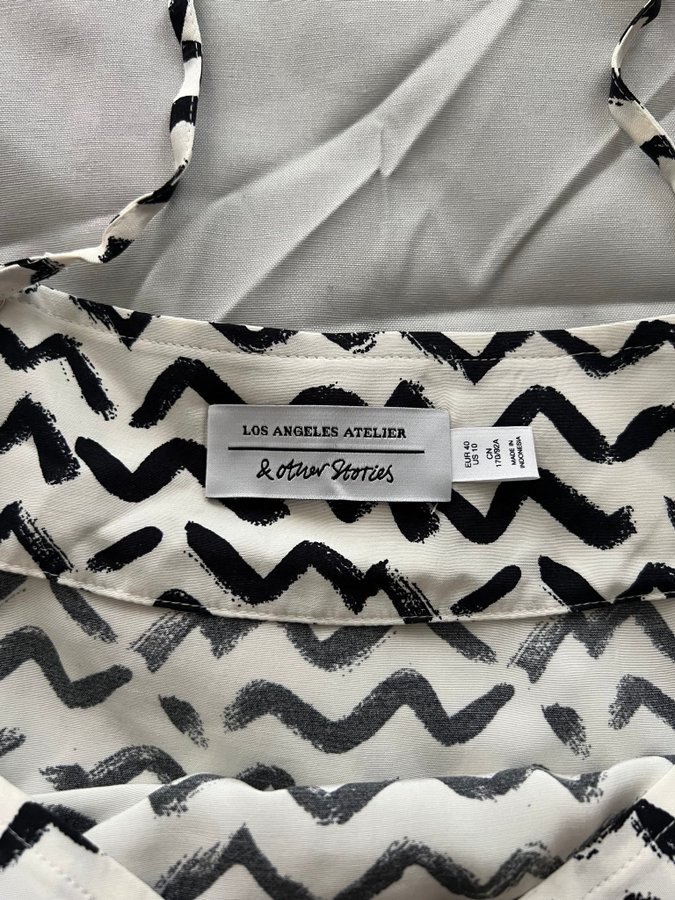 LOS ANGELES ATELIER
& other Stories
EUR 40
US 10
CN
170/92A
MADE IN
INDONESIA